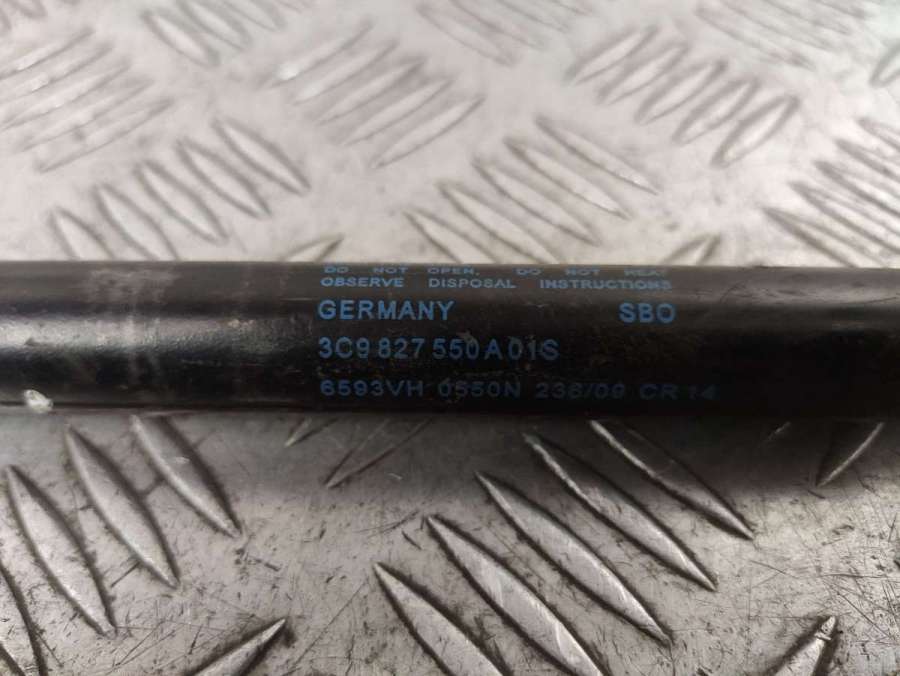 DO NOT OPEN. DO NOT HEAT
OBSERVE DISPOSAL INSTRUCTIONS
GERMANY SBO
3C9 827 550 A 01S
6593VH 0550N 236/09 CR 14